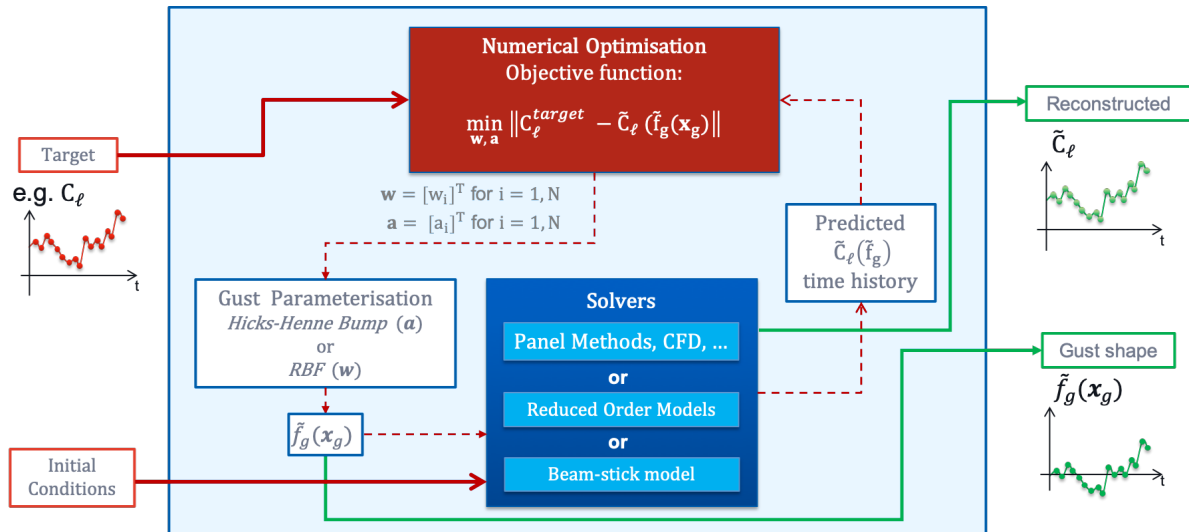 Numerical Optimisation
Objective function:
min ‖C_ℓ^{target} − C̃_ℓ (f̃_g(x_g)‖
w, a
Target
e.g. C_ℓ
t
w = [w_i]^T for i = 1, N
a = [a_i]^T for i = 1, N
Gust Parameterisation
Hicks-Henne Bump (a)
or
RBF (w)
f̃_g(x_g)
Initial
Conditions
Solvers
Panel Methods, CFD, ...
or
Reduced Order Models
or
Beam-stick model
Predicted
C̃_ℓ(f̃_g)
time history
Reconstructed
C̃_ℓ
t
Gust shape
f̃_g(x_g)
t